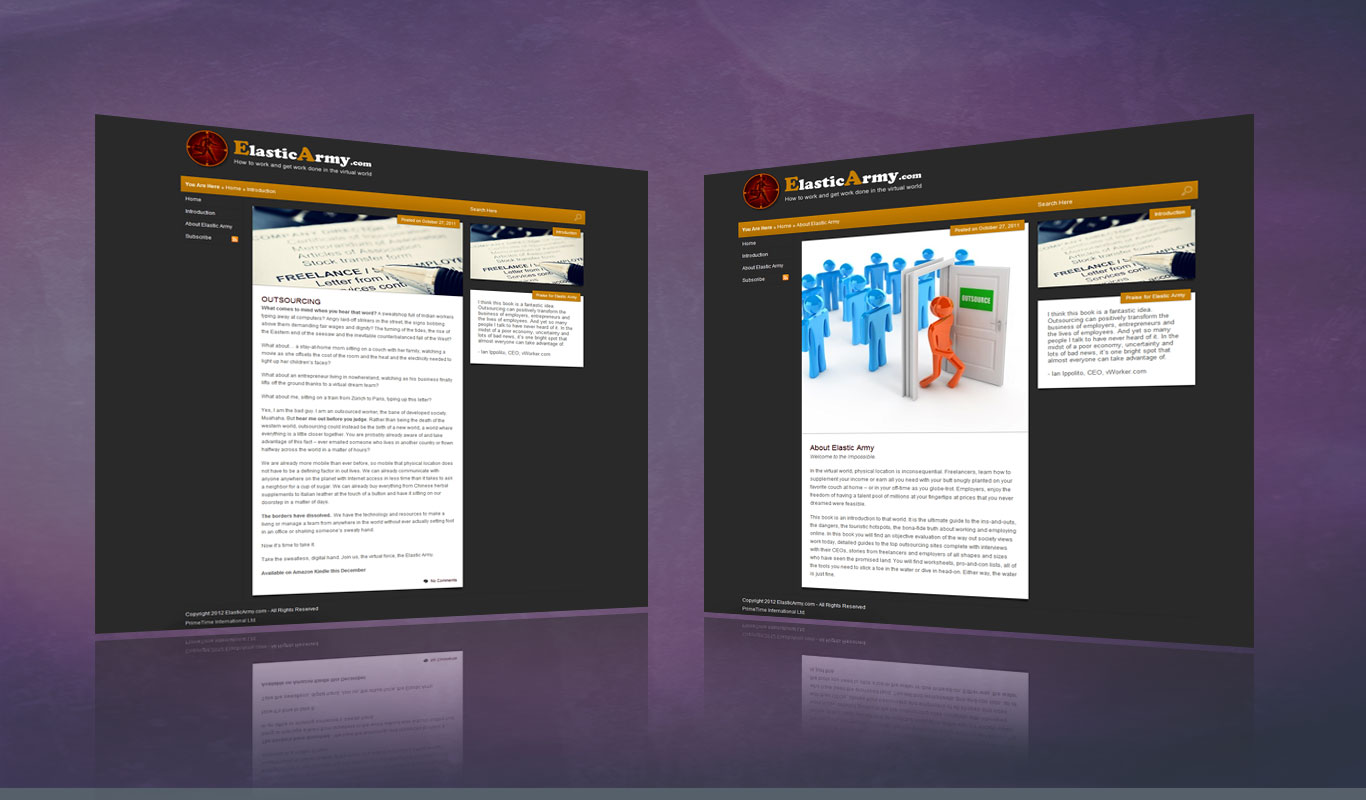 ElasticArmy.com
How to work and get work done in the virtual world
You Are Here » Home » Introduction
Search Here
Home
Introduction
About Elastic Army
Subscribe
Posted on October 27, 2011
COMPANY DIRECTOR
Certificate of
Memorandum of Association
Articles of Association
Stock transfer form
FREELANCE /
Letter from
Services cont
OUTSOURCING
What comes to mind when you hear that word? A sweatshop full of Indian workers
typing away at computers? Angry laid-off strikers in the street, the signs bobbing
above them demanding fair wages and dignity? The turning of the tides, the rise of
the Eastern end of the seesaw and the inevitable counterbalanced fall of the West?
What about… a stay-at-home mom sitting on a couch with her family, watching a
movie as she offsets the cost of the room and the heat and the electricity needed to
light up her children's faces?
What about an entrepreneur living in nowhereland, watching as his business finally
lifts off the ground thanks to a virtual dream team?
What about me, sitting on a train from Zurich to Paris, typing up this letter?
Yes, I am the bad guy. I am an outsourced worker, the bane of developed society.
Muahaha. But hear me out before you judge. Rather than being the death of the
western world, outsourcing could instead be the birth of a new world, a world where
everything is a little closer together. You are probably already aware of and take
advantage of this fact – ever emailed someone who lives in another country or flown
halfway across the world in a matter of hours?
We are already more mobile than ever before, so mobile that physical location does
not have to be a defining factor in out lives. We can already communicate with
anyone anywhere on the planet with internet access in less time than it takes to ask
a neighbor for a cup of sugar. We can already buy everything from Chinese herbal
supplements to Italian leather at the touch of a button and have it sitting on our
doorstep in a matter of days.
The borders have dissolved. We have the technology and resources to make a
living or manage a team from anywhere in the world without ever actually setting foot
in an office or shaking someone's sweaty hand.
Now it's time to take it.
Take the sweatless, digital hand. Join us, the virtual force, the Elastic Army.
Available on Amazon Kindle this December
No Comments
Introduction
FREELANCE /
Letter from
Services cont
Praise for Elastic Army
I think this book is a fantastic idea.
Outsourcing can positively transform the
business of employers, entrepreneurs and
the lives of employees. And yet so many
people I talk to have never heard of it. In the
midst of a poor economy, uncertainty and
lots of bad news, it's one bright spot that
almost everyone can take advantage of.
- Ian Ippolito, CEO, vWorker.com
Copyright 2012 ElasticArmy.com - All Rights Reserved
PrimeTime International Ltd.
ElasticArmy.com
How to work and get work done in the virtual world
You Are Here » Home » About Elastic Army
Search Here
Home
Introduction
About Elastic Army
Subscribe
Posted on October 27, 2011
OUTSOURCE
About Elastic Army
Welcome to the Impossible
In the virtual world, physical location is inconsequential. Freelancers, learn how to
supplement your income or earn all you need with your butt snugly planted on your
favorite couch at home – or in your off-time as you globe-trot. Employers, enjoy the
freedom of having a talent pool of millions at your fingertips at prices that you never
dreamed were feasible.
This book is an introduction to that world. It is the ultimate guide to the ins-and-outs,
the dangers, the touristic hotspots, the bona-fide truth about working and employing
online. In this book you will find an objective evaluation of the way out society views
work today, detailed guides to the top outsourcing sites complete with interviews
with their CEOs, stories from freelancers and employers of all shapes and sizes
who have seen the promised land. You will find worksheets, pro-and-con lists, all of
the tools you need to stick a toe in the water or dive in head-on. Either way, the water
is just fine.
Introduction
FREELANCE /
Letter from
Services cont
Praise for Elastic Army
I think this book is a fantastic idea.
Outsourcing can positively transform the
business of employers, entrepreneurs and
the lives of employees. And yet so many
people I talk to have never heard of it. In the
midst of a poor economy, uncertainty and
lots of bad news, it's one bright spot that
almost everyone can take advantage of.
- Ian Ippolito, CEO, vWorker.com
Copyright 2012 ElasticArmy.com - All Rights Reserved
PrimeTime International Ltd.